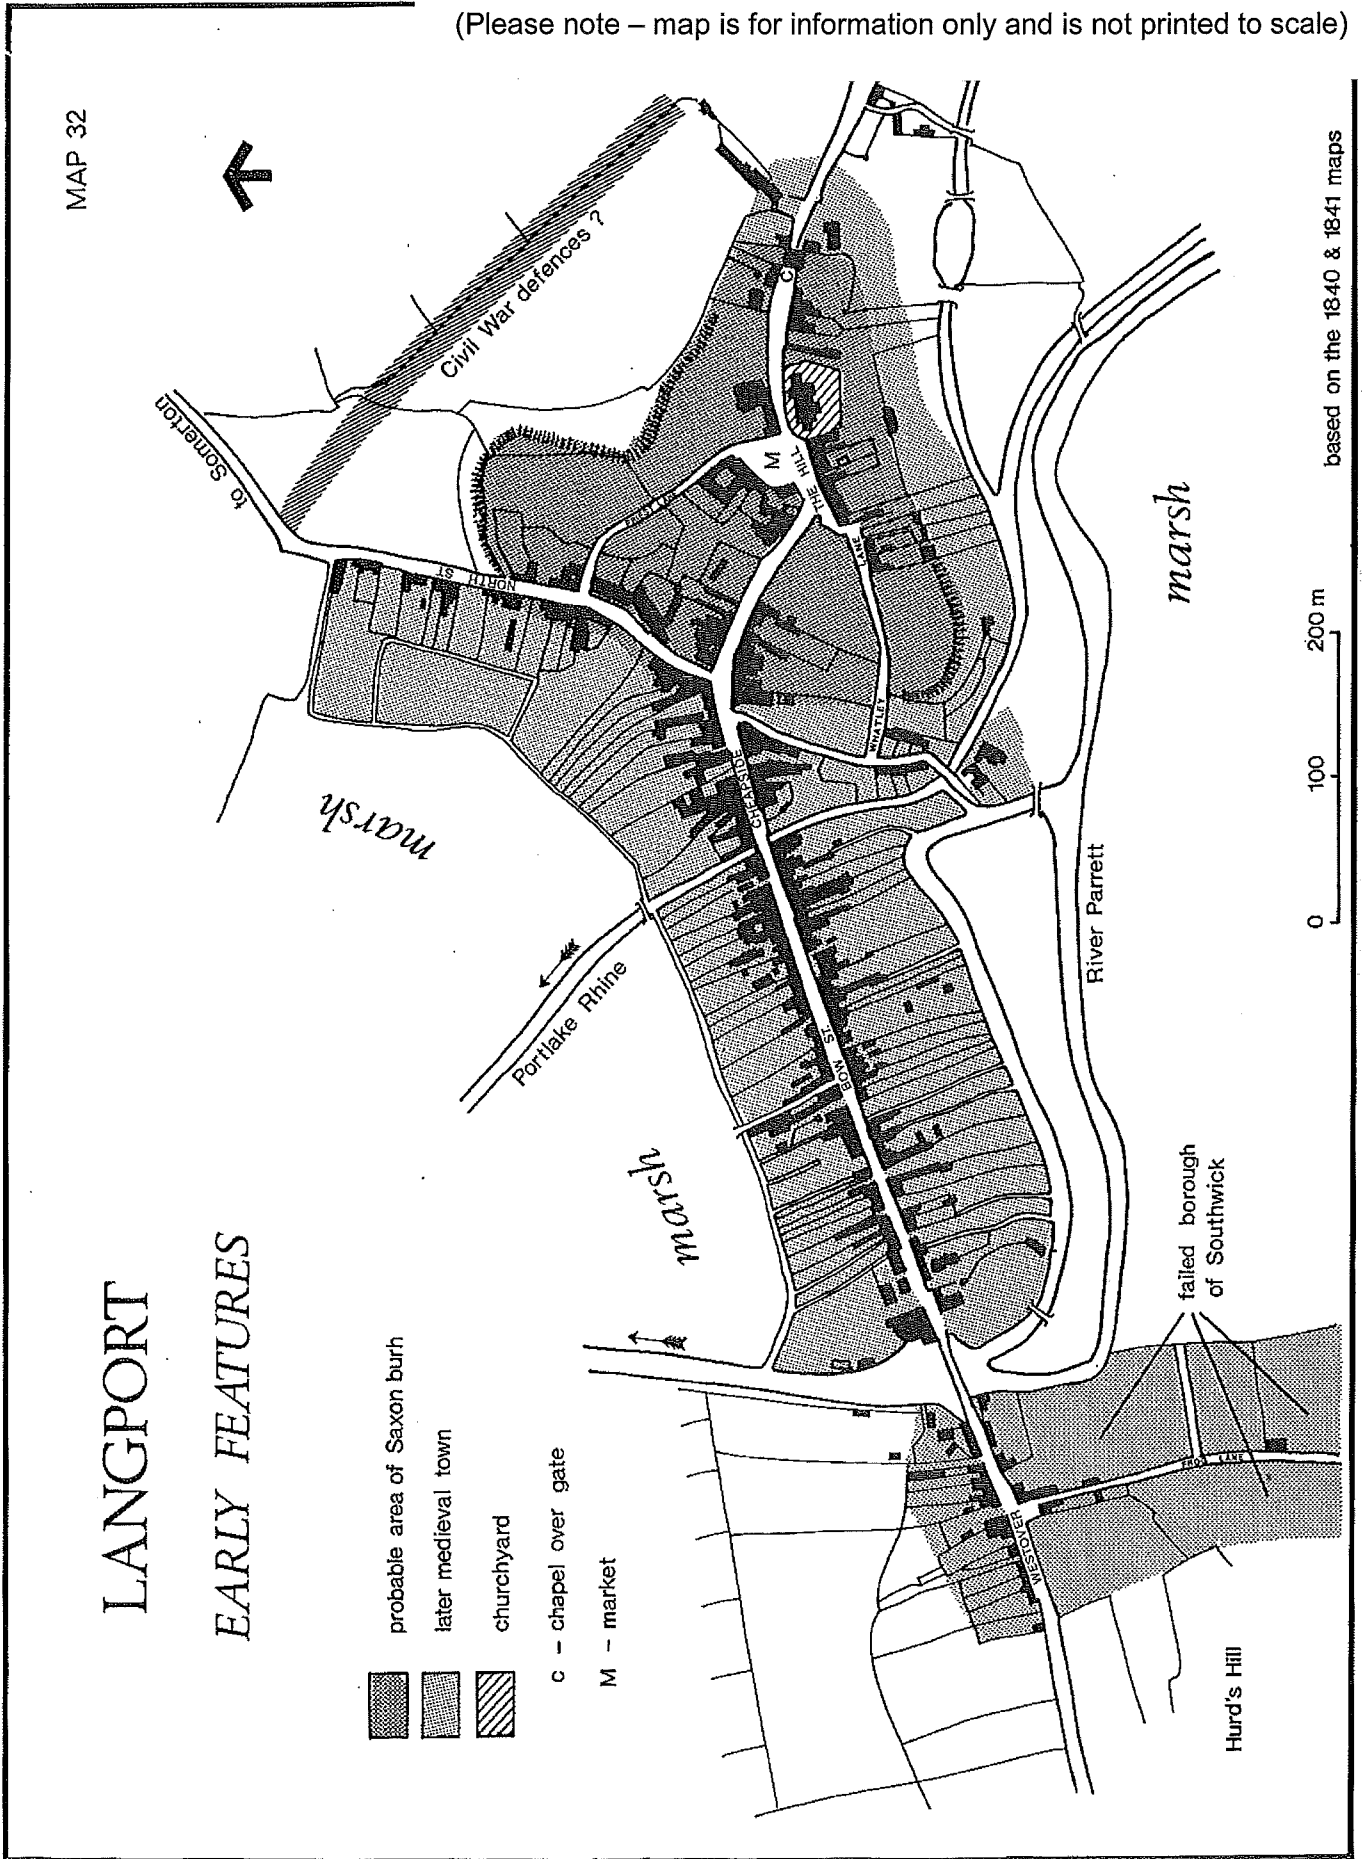 (Please note – map is for information only and is not printed to scale)
MAP 32
LANGPORT
EARLY FEATURES
probable area of Saxon burh
later medieval town
churchyard
c – chapel over gate
M – market
to Somerton
Civil War defences ?
NORTH ST
C
M
THE HILL
WHATLEY
LANE
CHEAPSIDE
BOW ST
WESTOVER
marsh
marsh
marsh
Portlake Rhine
River Parrett
failed borough
of Southwick
Hurd's Hill
0 100 200 m
based on the 1840 & 1841 maps